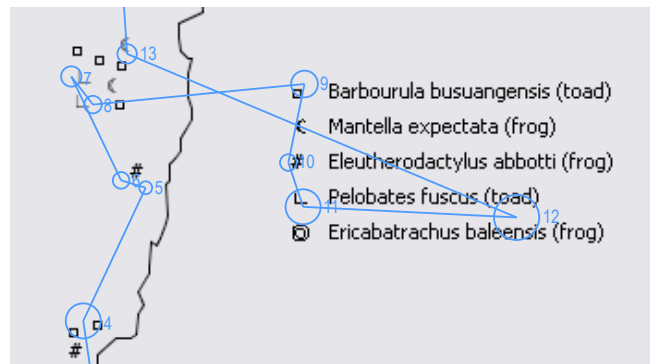 13
7
8
9
Barbourula busuangensis (toad)
Mantella expectata (frog)
# 10 Eleutherodactylus abbotti (frog)
#
6
5
L Pelobates fuscus (toad)
11
12
Ericabatrachus baleensis (frog)
4
#